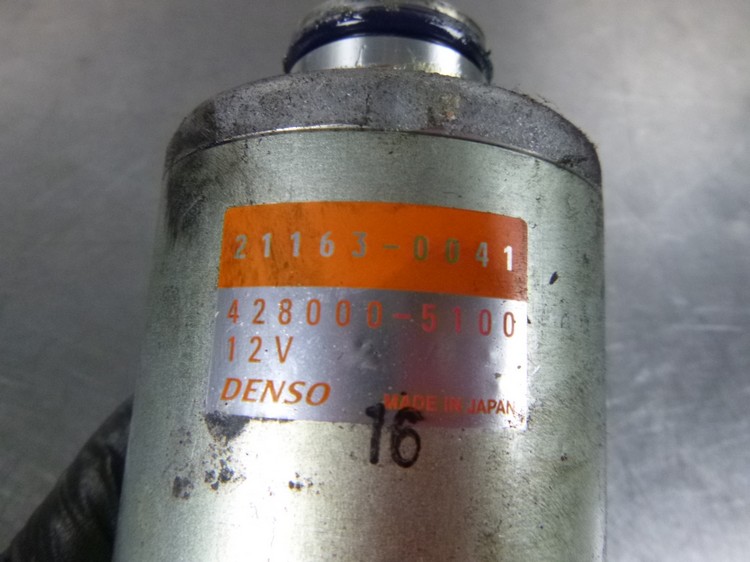 21163-0041
428000-5100
12V
DENSO MADE IN JAPAN
16